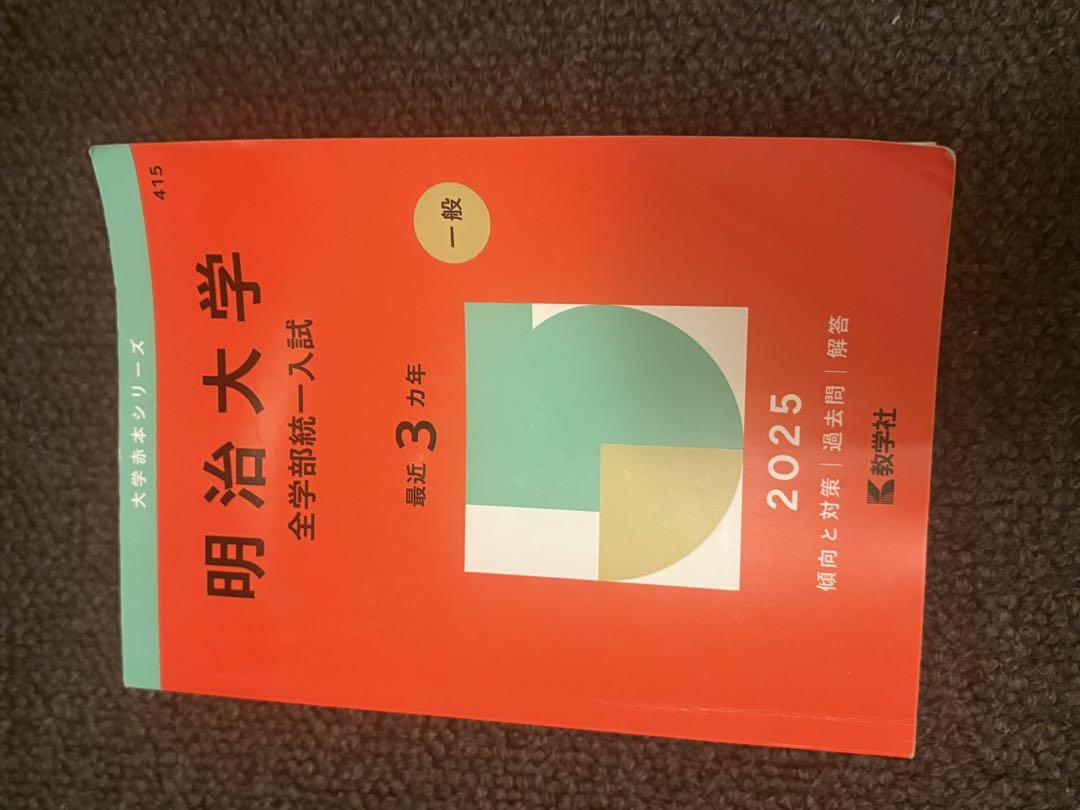 大学赤本シリーズ
415
明治大学
全学部統一入試
最近3カ年
一般
2025
傾向と対策|過去問|解答
教学社